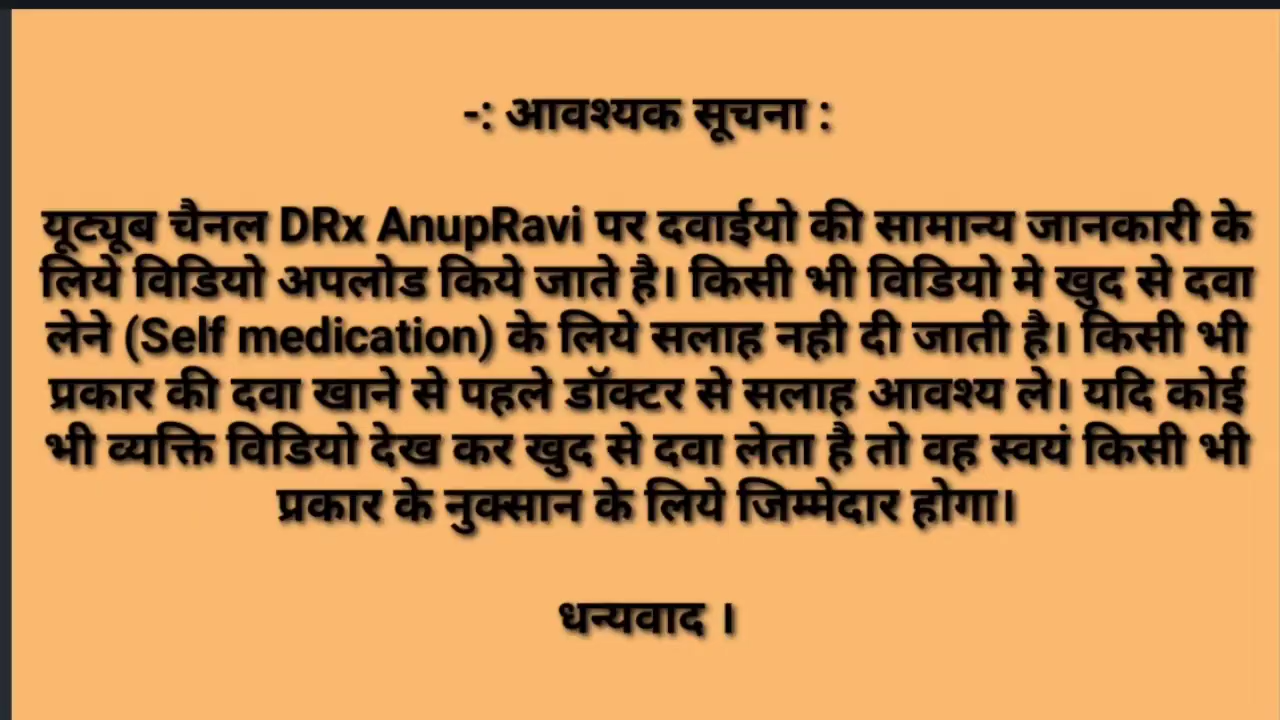 -: आवश्यक सूचना :
यूट्यूब चैनल DRx AnupRavi पर दवाईयो की सामान्य जानकारी के
लिये विडियो अपलोड किये जाते है। किसी भी विडियो मे खुद से दवा
लेने (Self medication) के लिये सलाह नही दी जाती है। किसी भी
प्रकार की दवा खाने से पहले डॉक्टर से सलाह आवश्य ले। यदि कोई
भी व्यक्ति विडियो देख कर खुद से दवा लेता है तो वह स्वयं किसी भी
प्रकार के नुक्सान के लिये जिम्मेदार होगा।
धन्यवाद ।